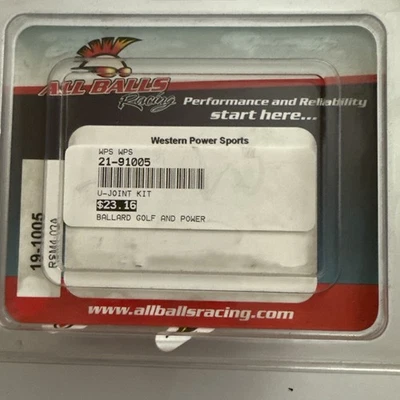 ALL BALLS
Racing
Performance and Reliability
start here...
Western Power Sports
WPS WPS
21-91005
U-JOINT KIT
$23.16
BALLARD GOLF AND POWER
19-1005
www.allballsracing.com